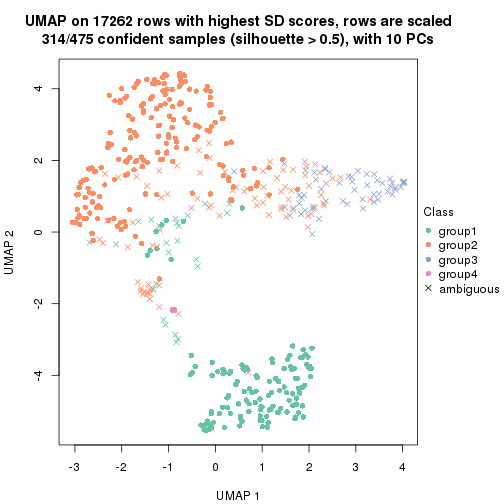 UMAP on 17262 rows with highest SD scores, rows are scaled
314/475 confident samples (silhouette > 0.5), with 10 PCs
4
2
0
-2
-4
UMAP 2
-3 -2 -1 0 1 2 3 4
UMAP 1
Class
group1
group2
group3
group4
ambiguous